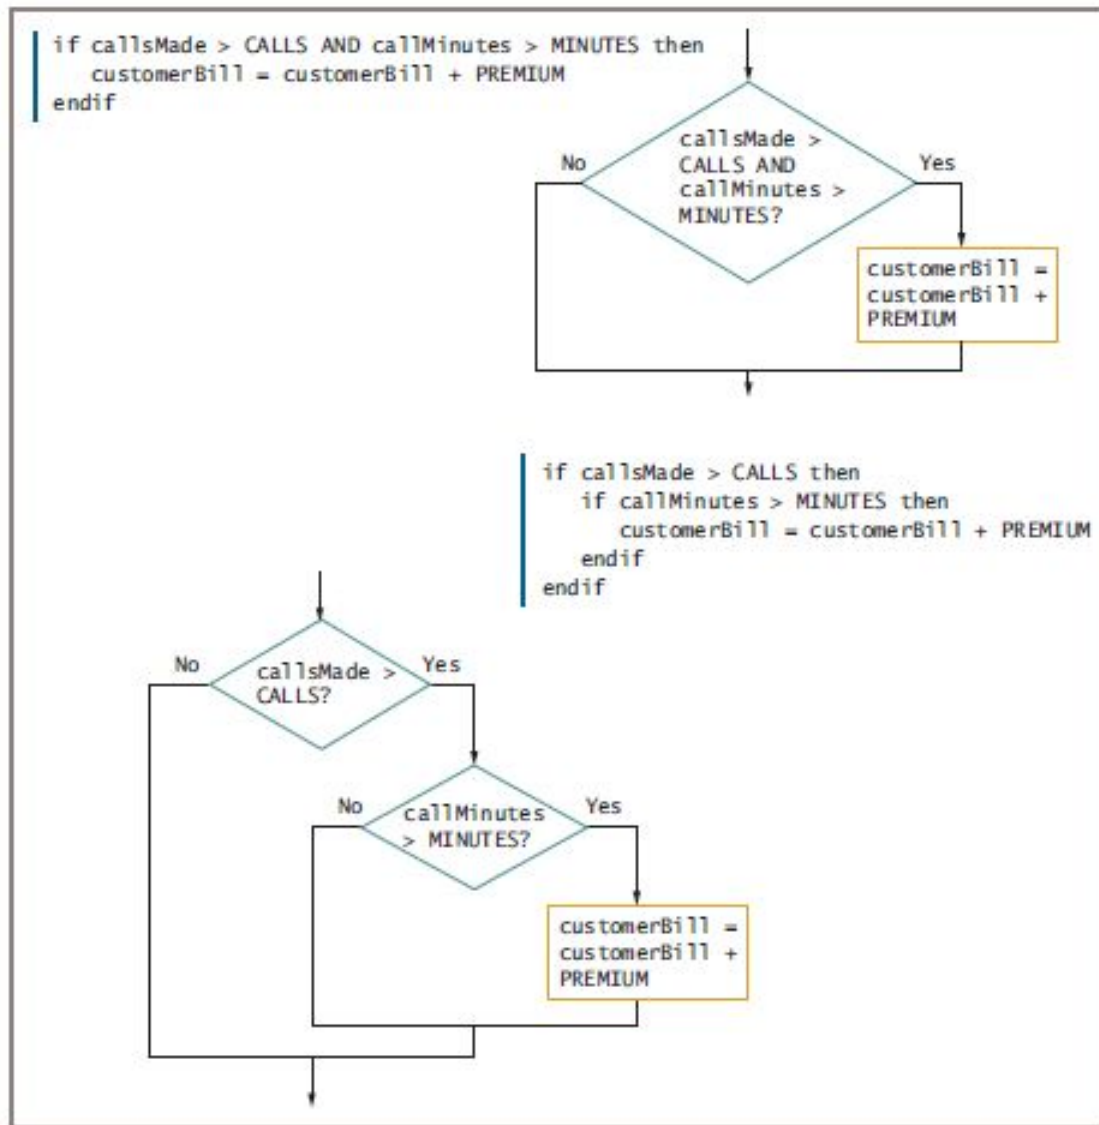 if callsMade > CALLS AND callMinutes > MINUTES then
customerBill = customerBill + PREMIUM
endif
callsMade >
CALLS AND
callMinutes >
MINUTES?
No
Yes
customerBill =
customerBill +
PREMIUM
if callsMade > CALLS then
if callMinutes > MINUTES then
customerBill = customerBill + PREMIUM
endif
endif
No
callsMade >
CALLS?
Yes
No
callMinutes
> MINUTES?
Yes
customerBill =
customerBill +
PREMIUM